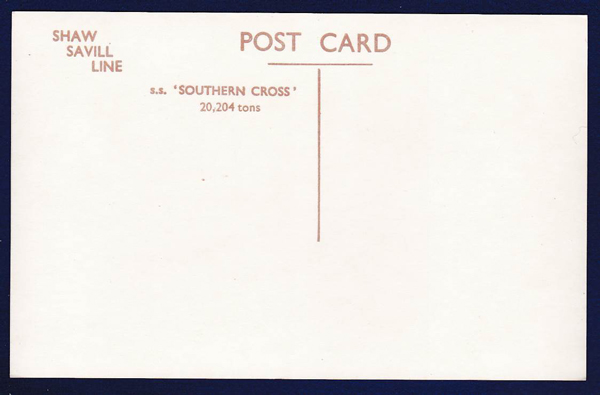 SHAW
SAVILL
LINE
POST CARD
s.s. 'SOUTHERN CROSS'
20,204 tons